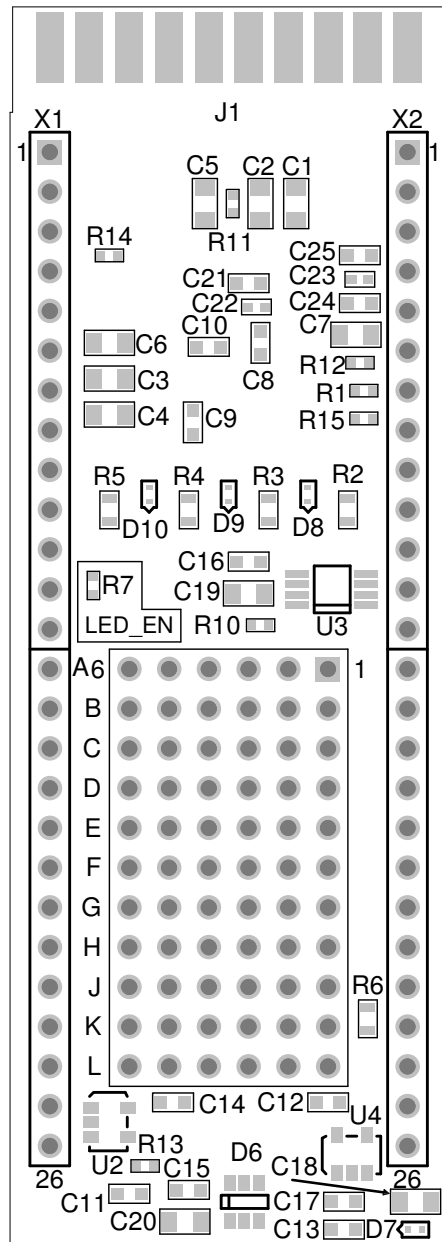 J1
X1 X2
1 1
C5 C2 C1
R11
R14
C25
C21 C23
C22 C24
C10 C7
C6
C8 R12
C3
R1
C4 C9 R15
R5 R4 R3 R2
D10 D9 D8
C16
R7 C19
LED_EN R10 U3
A6 1
B
C
D
E
F
G
H
J
R6
K
L
C14 C12
U4
U2 R13 D6
C15 C18
26 26
C11 C17
C20 C13 D7